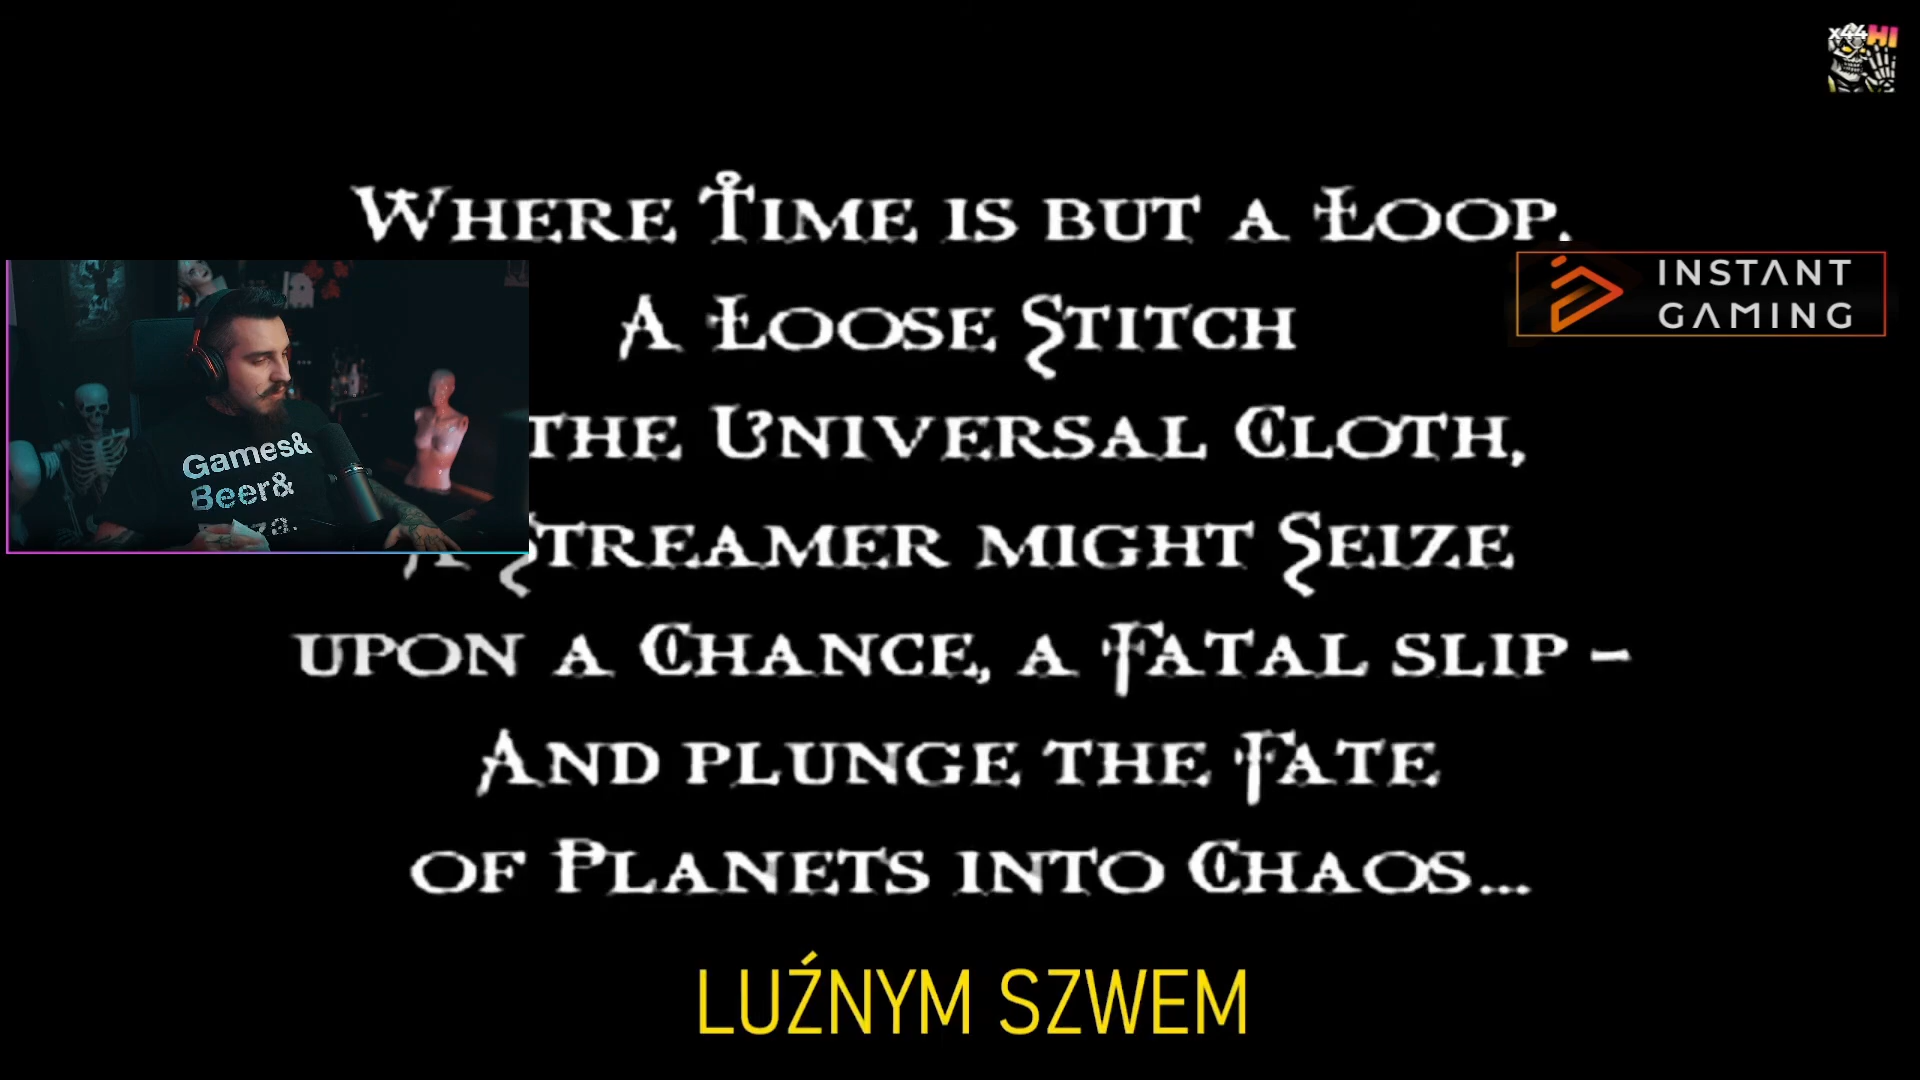 x44HI
WHERE TIME IS BUT A LOOP,
INSTANT
GAMING
A LOOSE STITCH
THE UNIVERSAL CLOTH,
Games&
Beer&
A STREAMER MIGHT SEIZE
UPON A CHANCE, A FATAL SLIP –
AND PLUNGE THE FATE
OF PLANETS INTO CHAOS...
LUŹNYM SZWEM